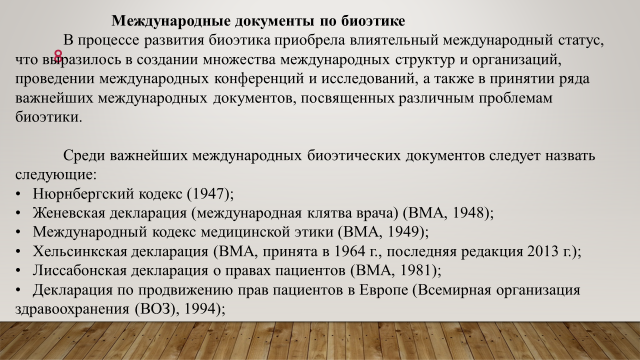 Международные документы по биоэтике
В процессе развития биоэтика приобрела влиятельный международный статус,
8
что выразилось в создании множества международных структур и организаций,
проведении международных конференций и исследований, а также в принятии ряда
важнейших международных документов, посвященных различным проблемам
биоэтики.
Среди важнейших международных биоэтических документов следует назвать
следующие:
• Нюрнбергский кодекс (1947);
• Женевская декларация (международная клятва врача) (ВМА, 1948);
• Международный кодекс медицинской этики (ВМА, 1949);
• Хельсинкская декларация (ВМА, принята в 1964 г., последняя редакция 2013 г.);
• Лиссабонская декларация о правах пациентов (ВМА, 1981);
• Декларация по продвижению прав пациентов в Европе (Всемирная организация
здравоохранения (ВОЗ), 1994);